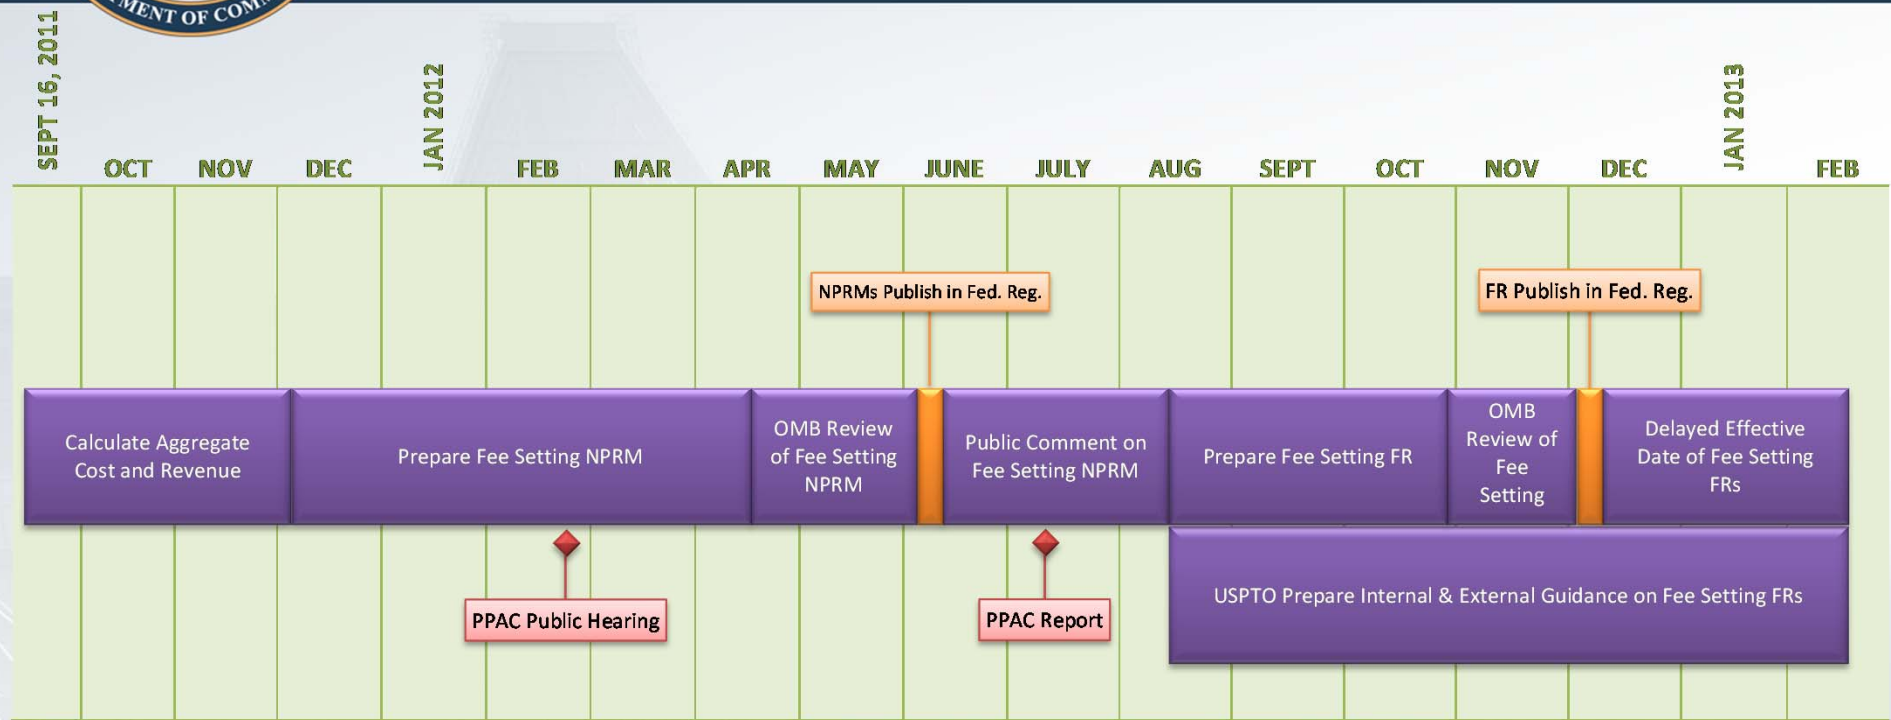 MENT OF COM
SEPT 16, 2011
OCT
NOV
DEC
JAN 2012
FEB
MAR
APR
MAY
JUNE
JULY
AUG
SEPT
OCT
NOV
DEC
JAN 2013
FEB
NPRMs Publish in Fed. Reg.
FR Publish in Fed. Reg.
Calculate Aggregate
Cost and Revenue
Prepare Fee Setting NPRM
OMB Review
of Fee Setting
NPRM
Public Comment on
Fee Setting NPRM
Prepare Fee Setting FR
OMB
Review of
Fee
Setting
Delayed Effective
Date of Fee Setting
FRs
PPAC Public Hearing
PPAC Report
USPTO Prepare Internal & External Guidance on Fee Setting FRs